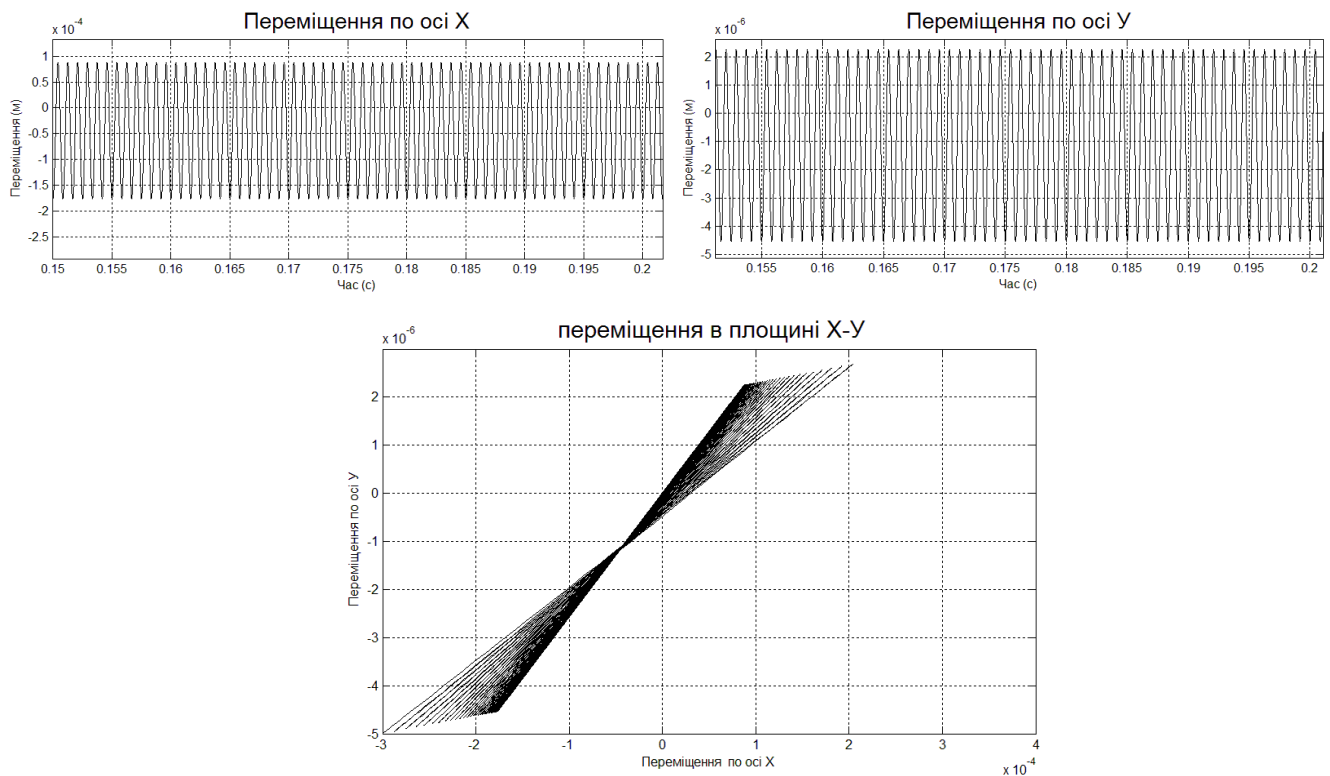 Переміщення по осі X
x 10^-4
1
0.5
0
-0.5
-1
-1.5
-2
-2.5
Переміщення (м)
0.15 0.155 0.16 0.165 0.17 0.175 0.18 0.185 0.19 0.195 0.2
Час (с)
Переміщення по осі У
x 10^-6
2
1
0
-1
-2
-3
-4
-5
Переміщення (м)
0.155 0.16 0.165 0.17 0.175 0.18 0.185 0.19 0.195 0.2
Час (с)
переміщення в площині Х-У
x 10^-6
2
1
0
-1
-2
-3
-4
-5
Переміщення по осі У
-3 -2 -1 0 1 2 3 4
Переміщення по осі Х
x 10^-4